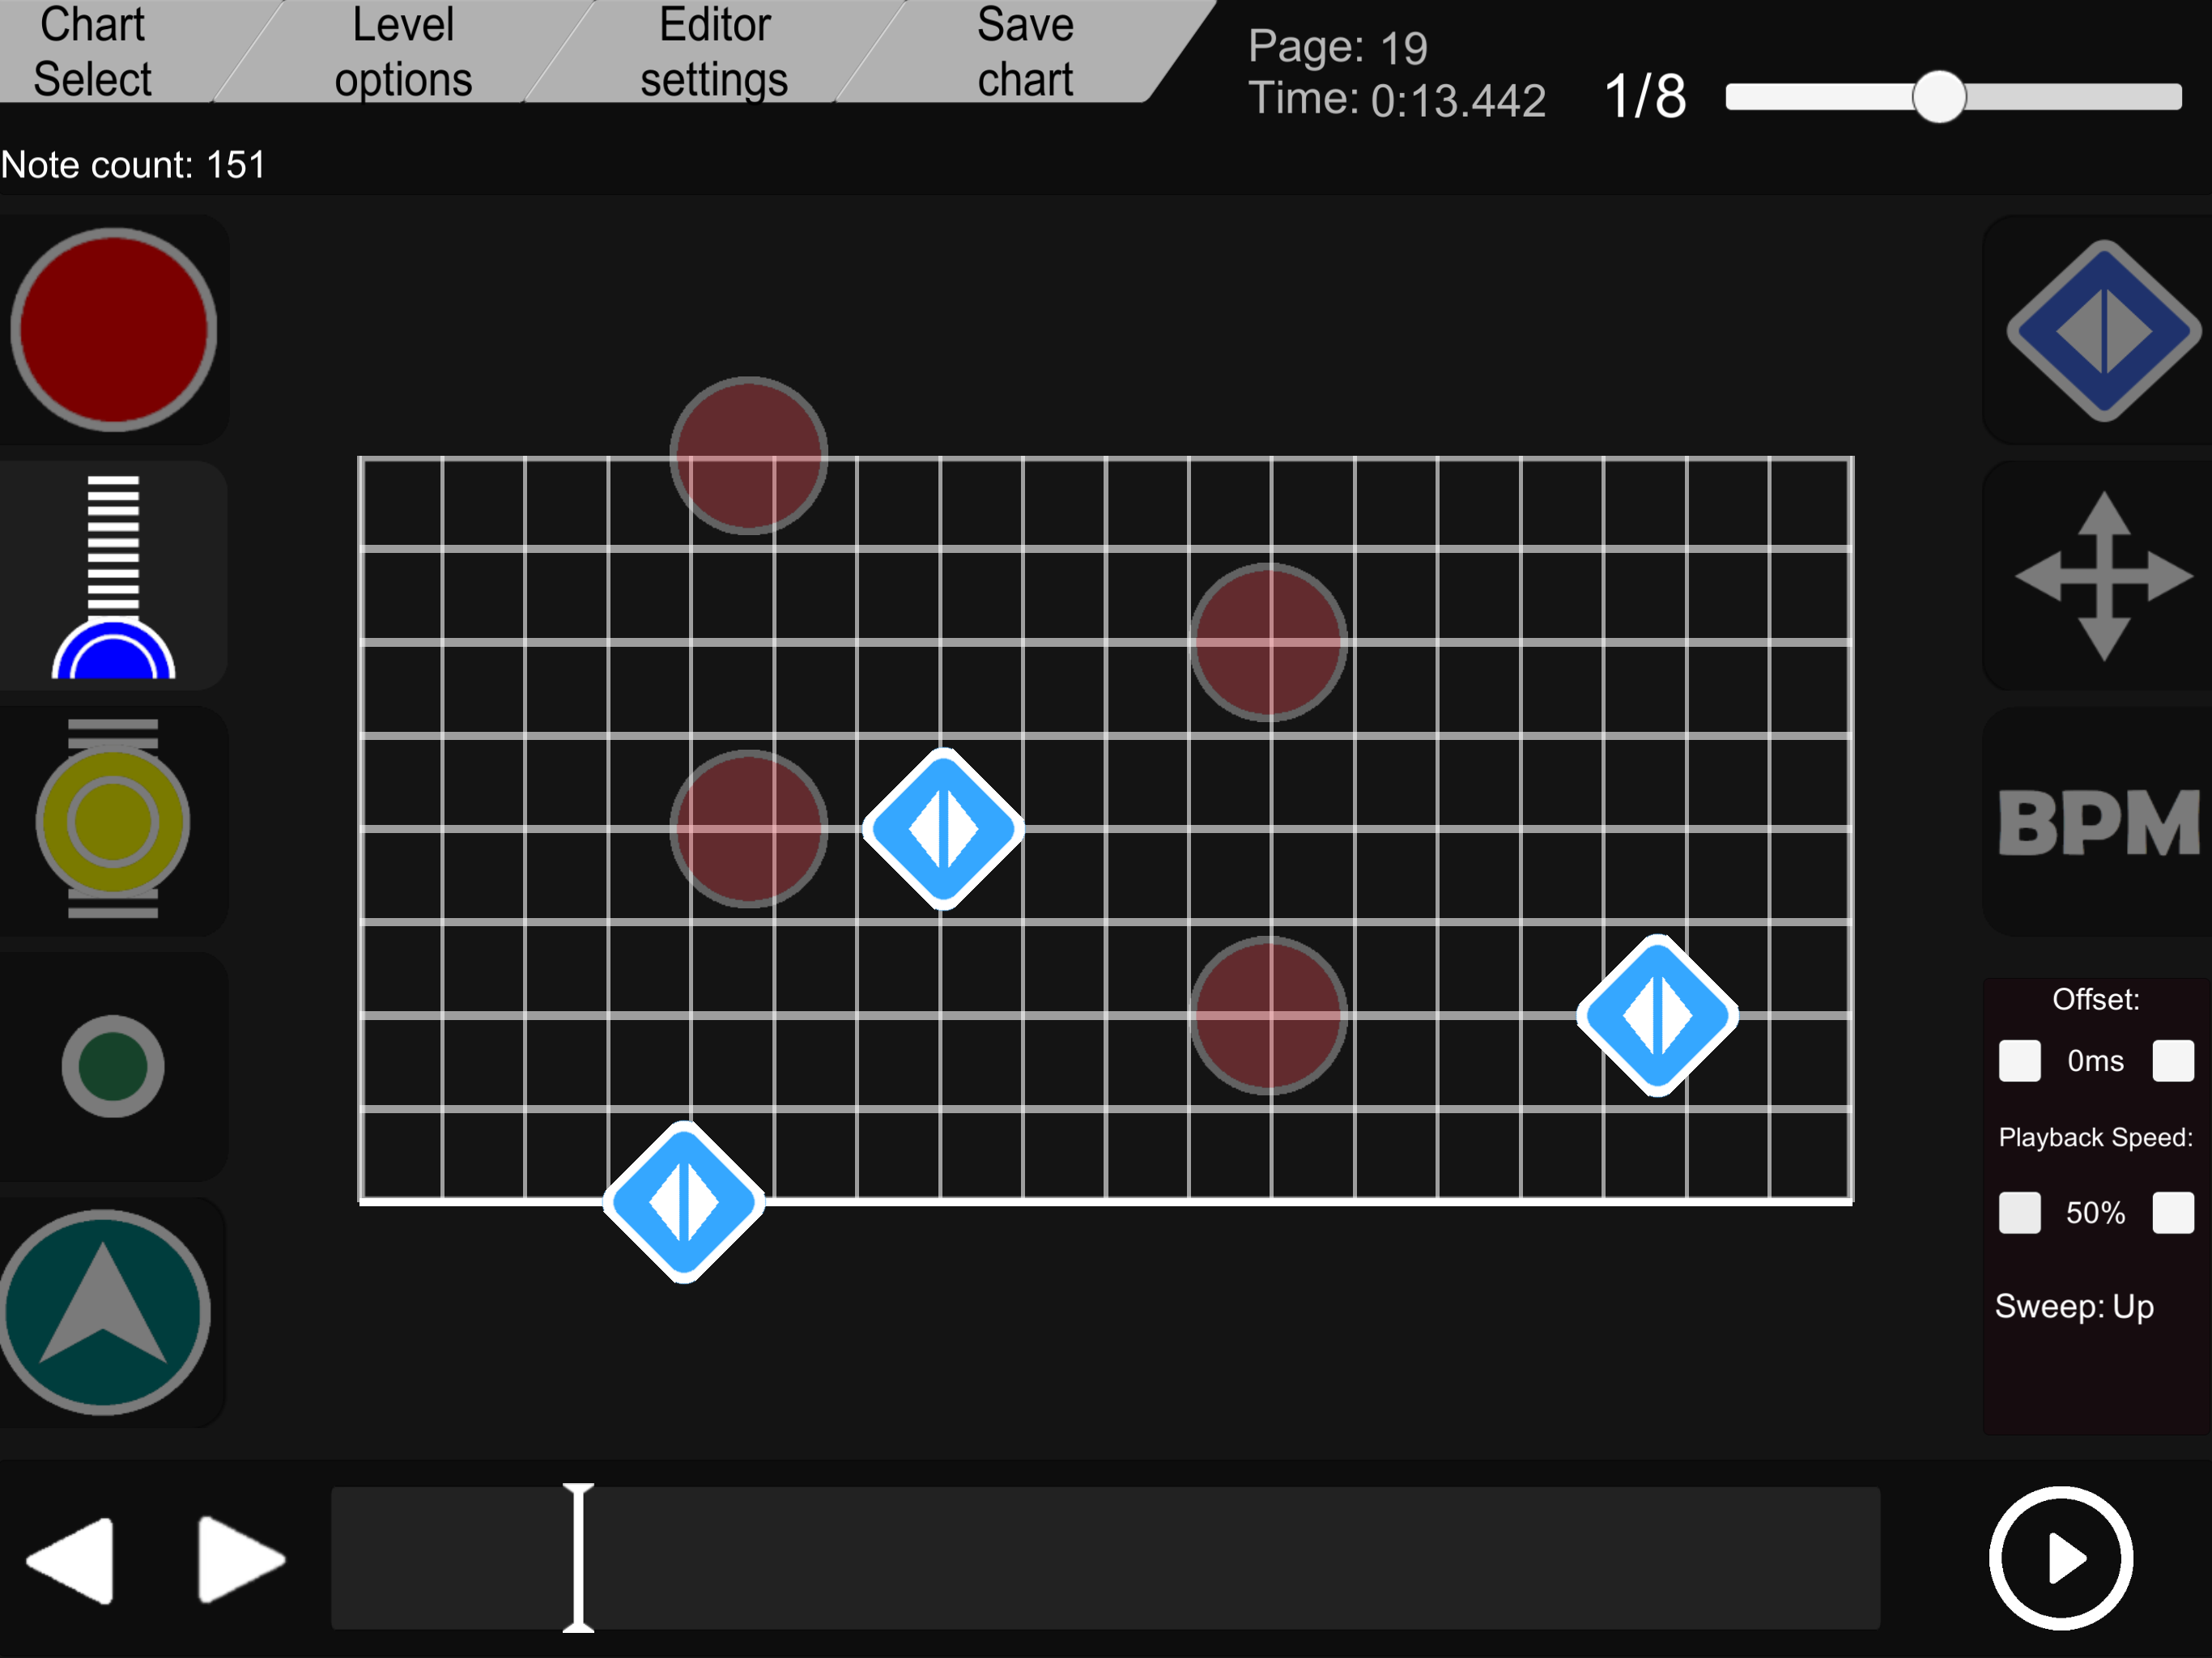 Chart
Select
Level
options
Editor
settings
Save
chart
Page: 19
Time: 0:13.442
1/8
Note count: 151
BPM
Offset:
0ms
Playback Speed:
50%
Sweep: Up